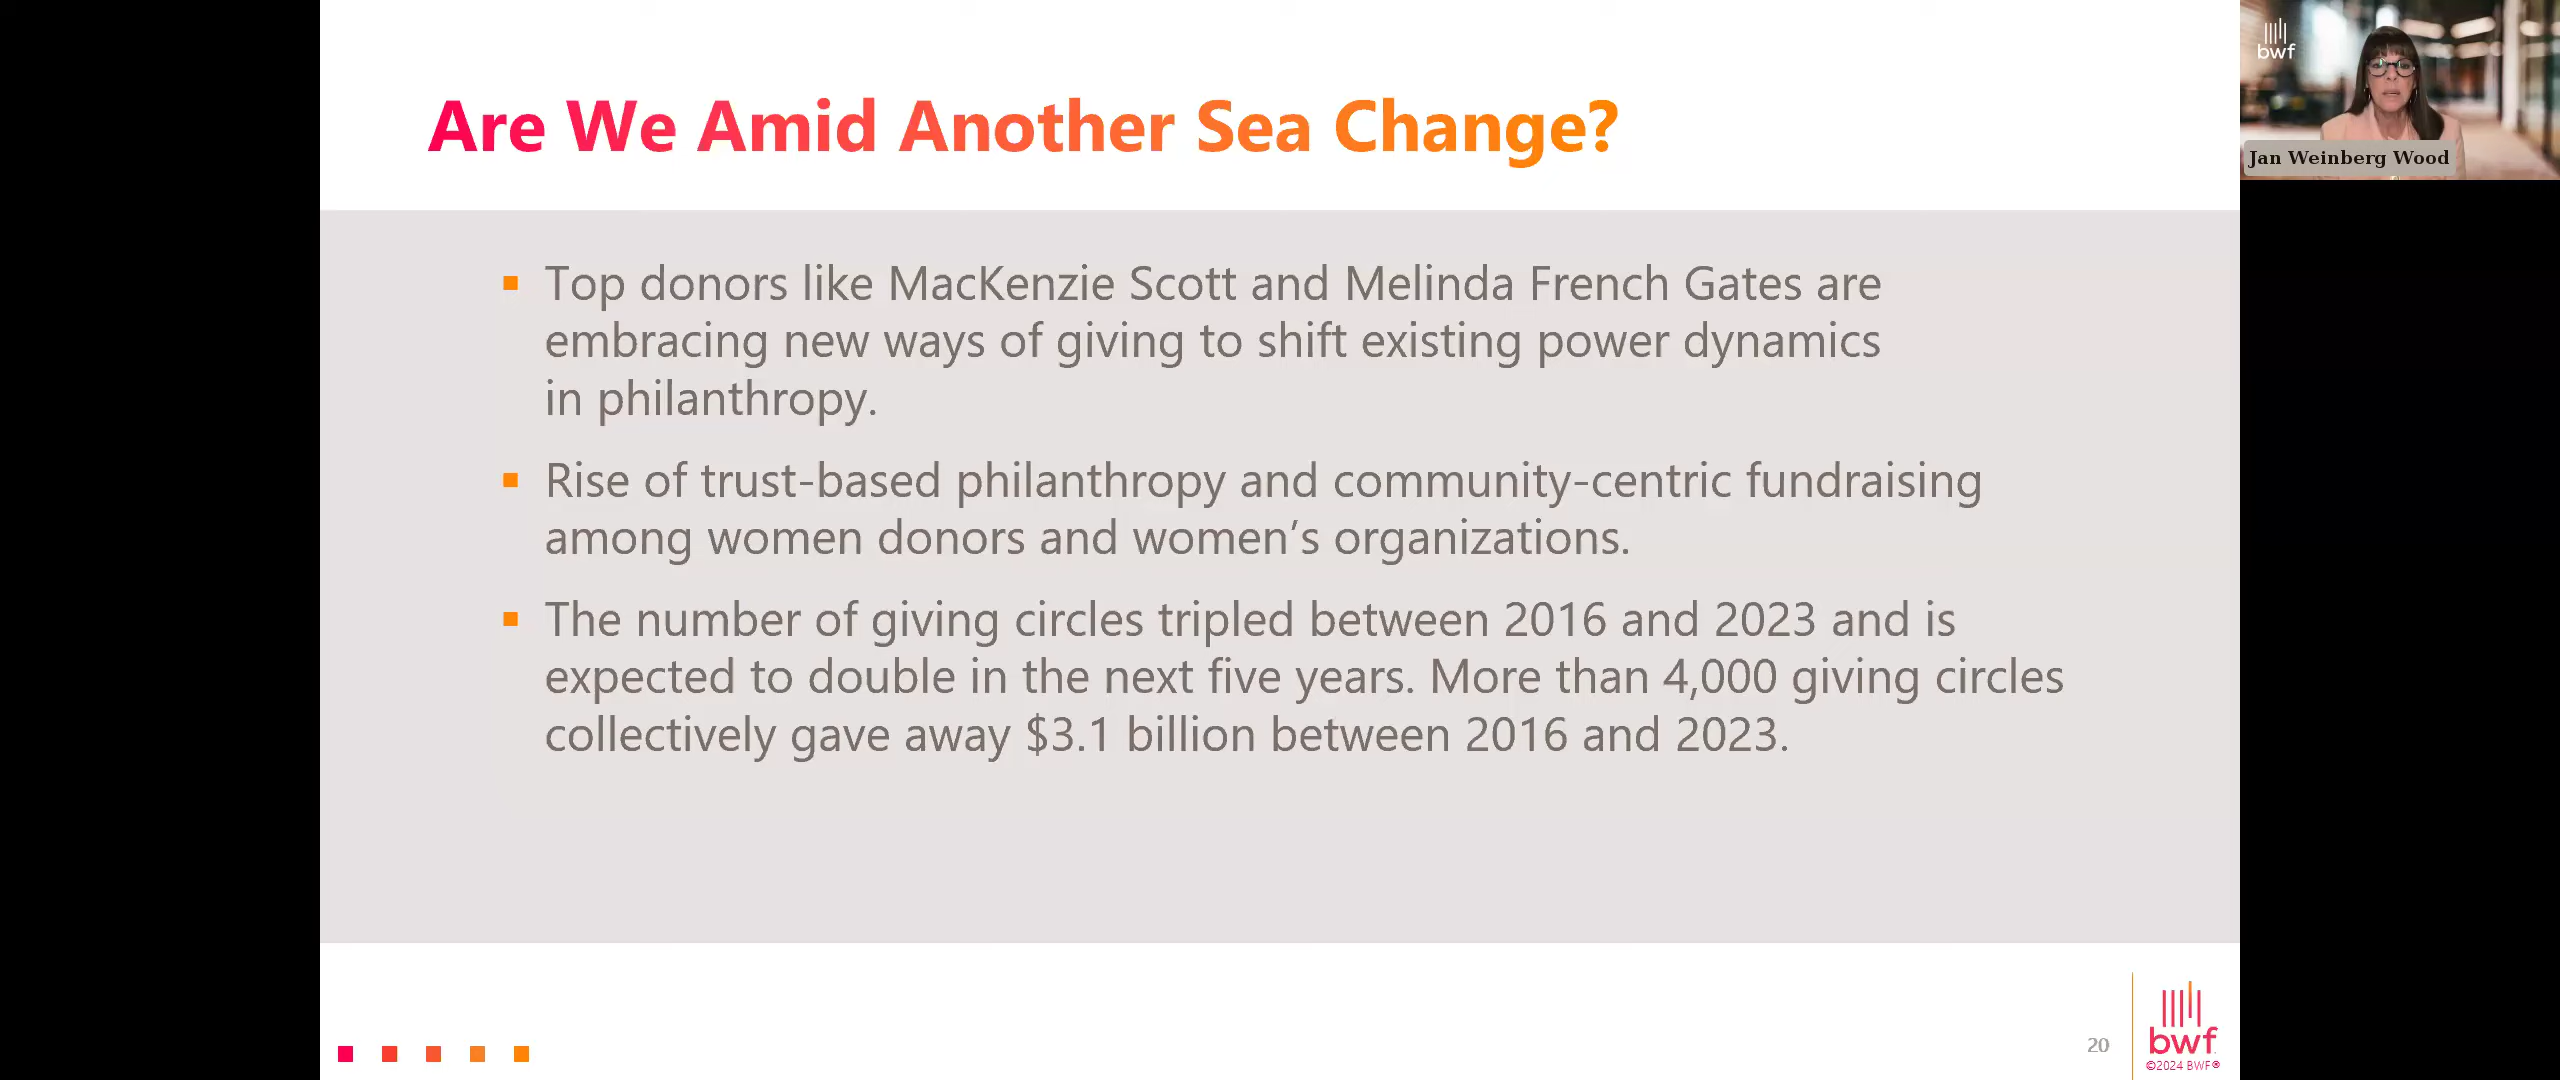 Are We Amid Another Sea Change?
bwf
Jan Weinberg Wood
▪ Top donors like MacKenzie Scott and Melinda French Gates are
embracing new ways of giving to shift existing power dynamics
in philanthropy.
▪ Rise of trust-based philanthropy and community-centric fundraising
among women donors and women’s organizations.
▪ The number of giving circles tripled between 2016 and 2023 and is
expected to double in the next five years. More than 4,000 giving circles
collectively gave away $3.1 billion between 2016 and 2023.
20
bwf
©2024 BWF®